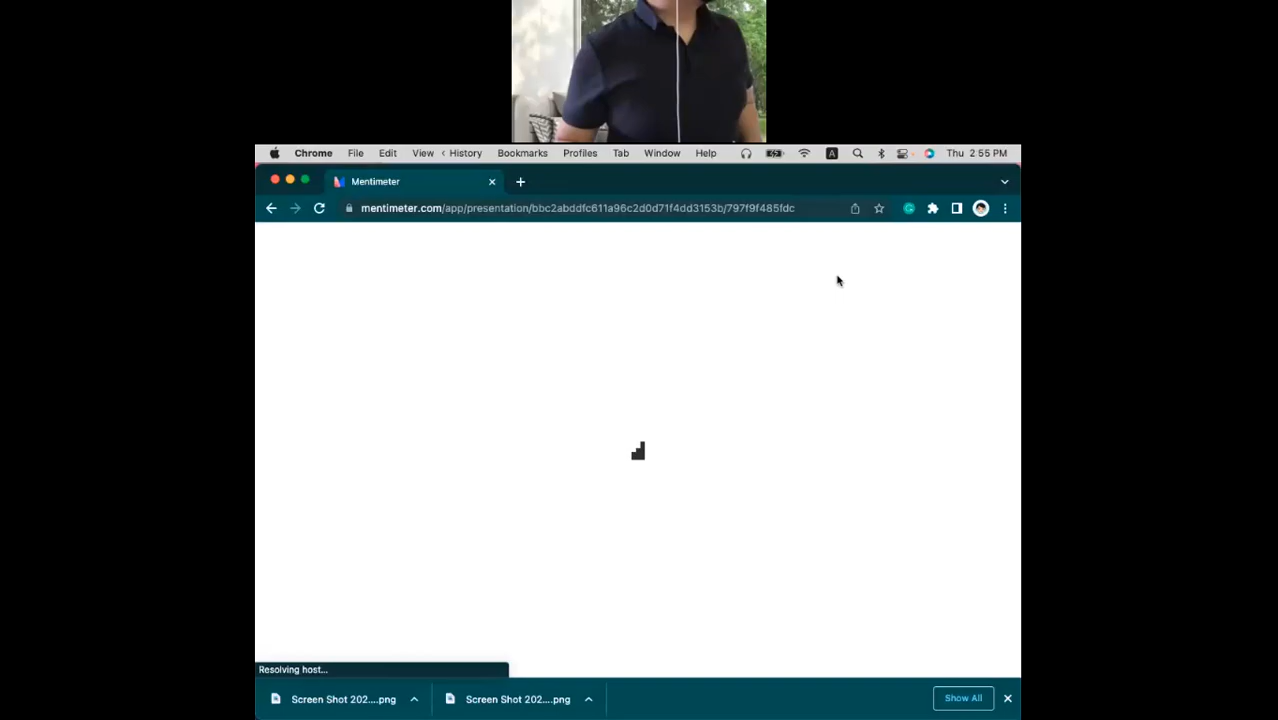 Chrome File Edit View History Bookmarks Profiles Tab Window Help A Thu 2:55 PM
Mentimeter
mentimeter.com/app/presentation/bbc2abddfc611a96c2d0d71f4dd3153b/797f9f485fdc
Resolving host...
Screen Shot 202....png Screen Shot 202....png Show All